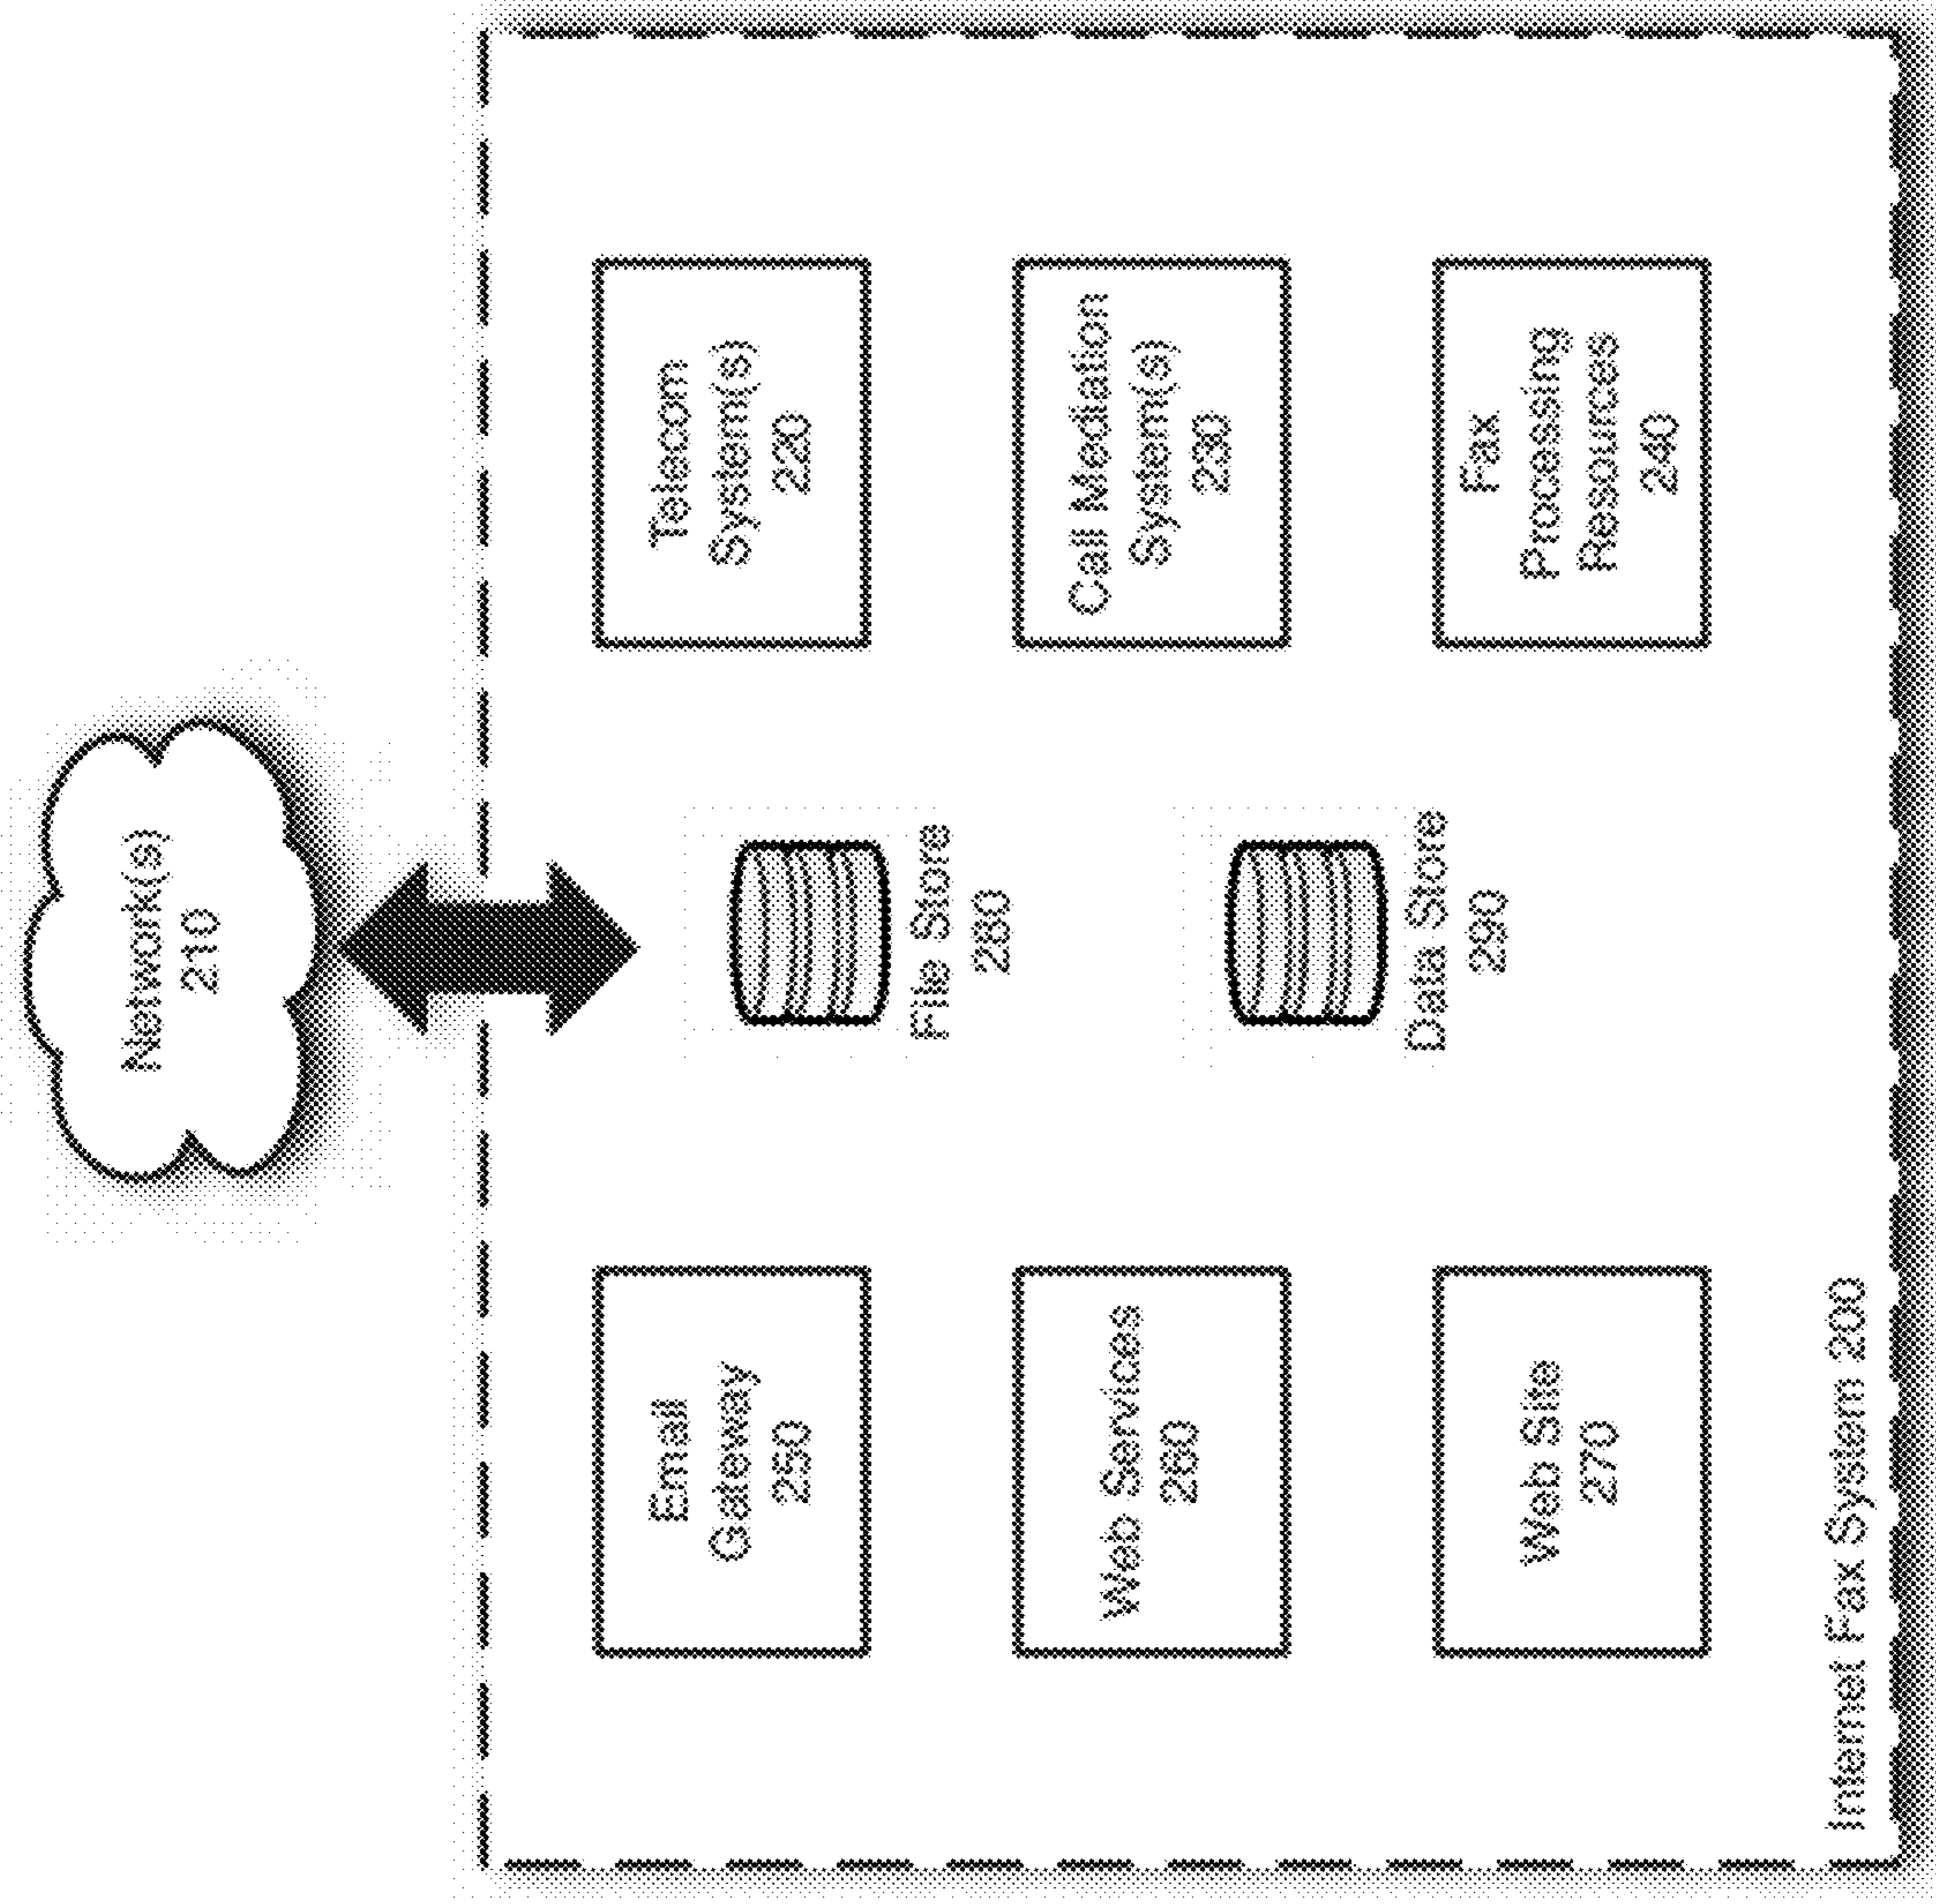 Network(s)
210
Email
Gateway
250
File Store
280
Telecom
System(s)
220
Web Services
260
Data Store
290
Call Mediation
System(s)
230
Web Site
270
Fax
Processing
Resources
240
Internet Fax System 200